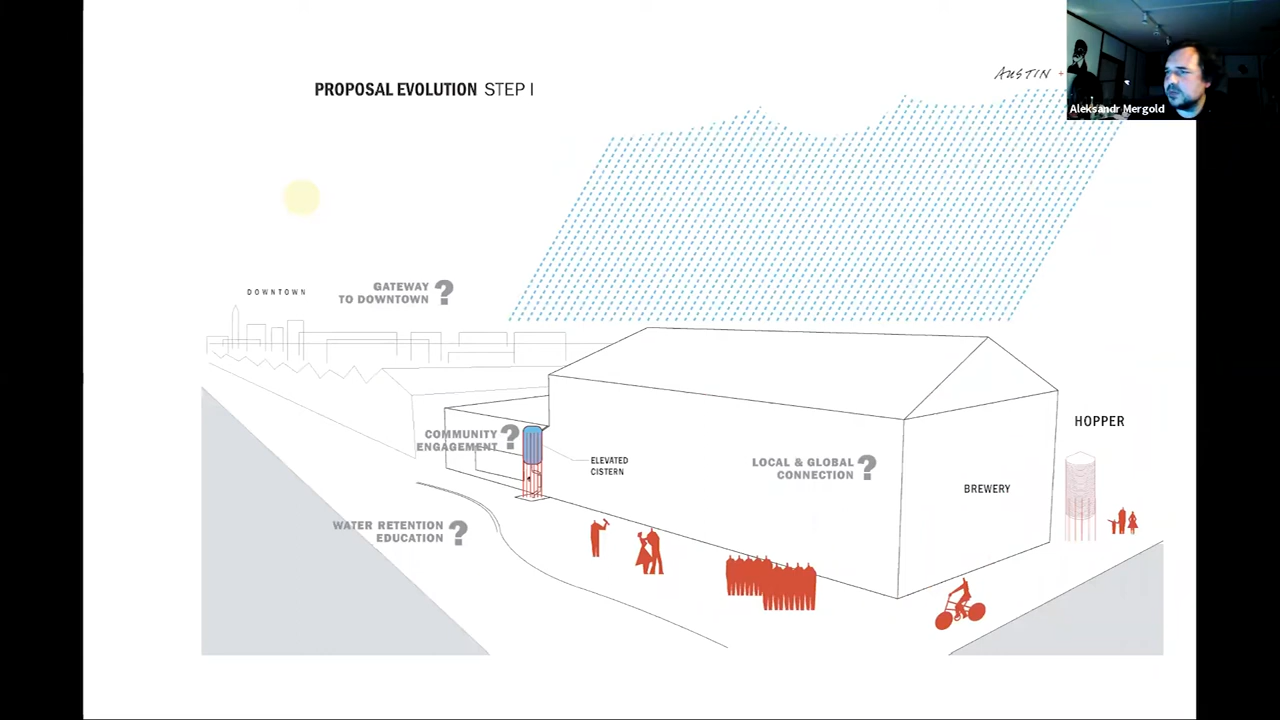 AUSTIN +
PROPOSAL EVOLUTION STEP I
Aleksandr Mergold
DOWNTOWN
GATEWAY
TO DOWNTOWN ?
HOPPER
COMMUNITY
ENGAGEMENT ?
ELEVATED
CISTERN
LOCAL & GLOBAL
CONNECTION ?
BREWERY
WATER RETENTION
EDUCATION ?